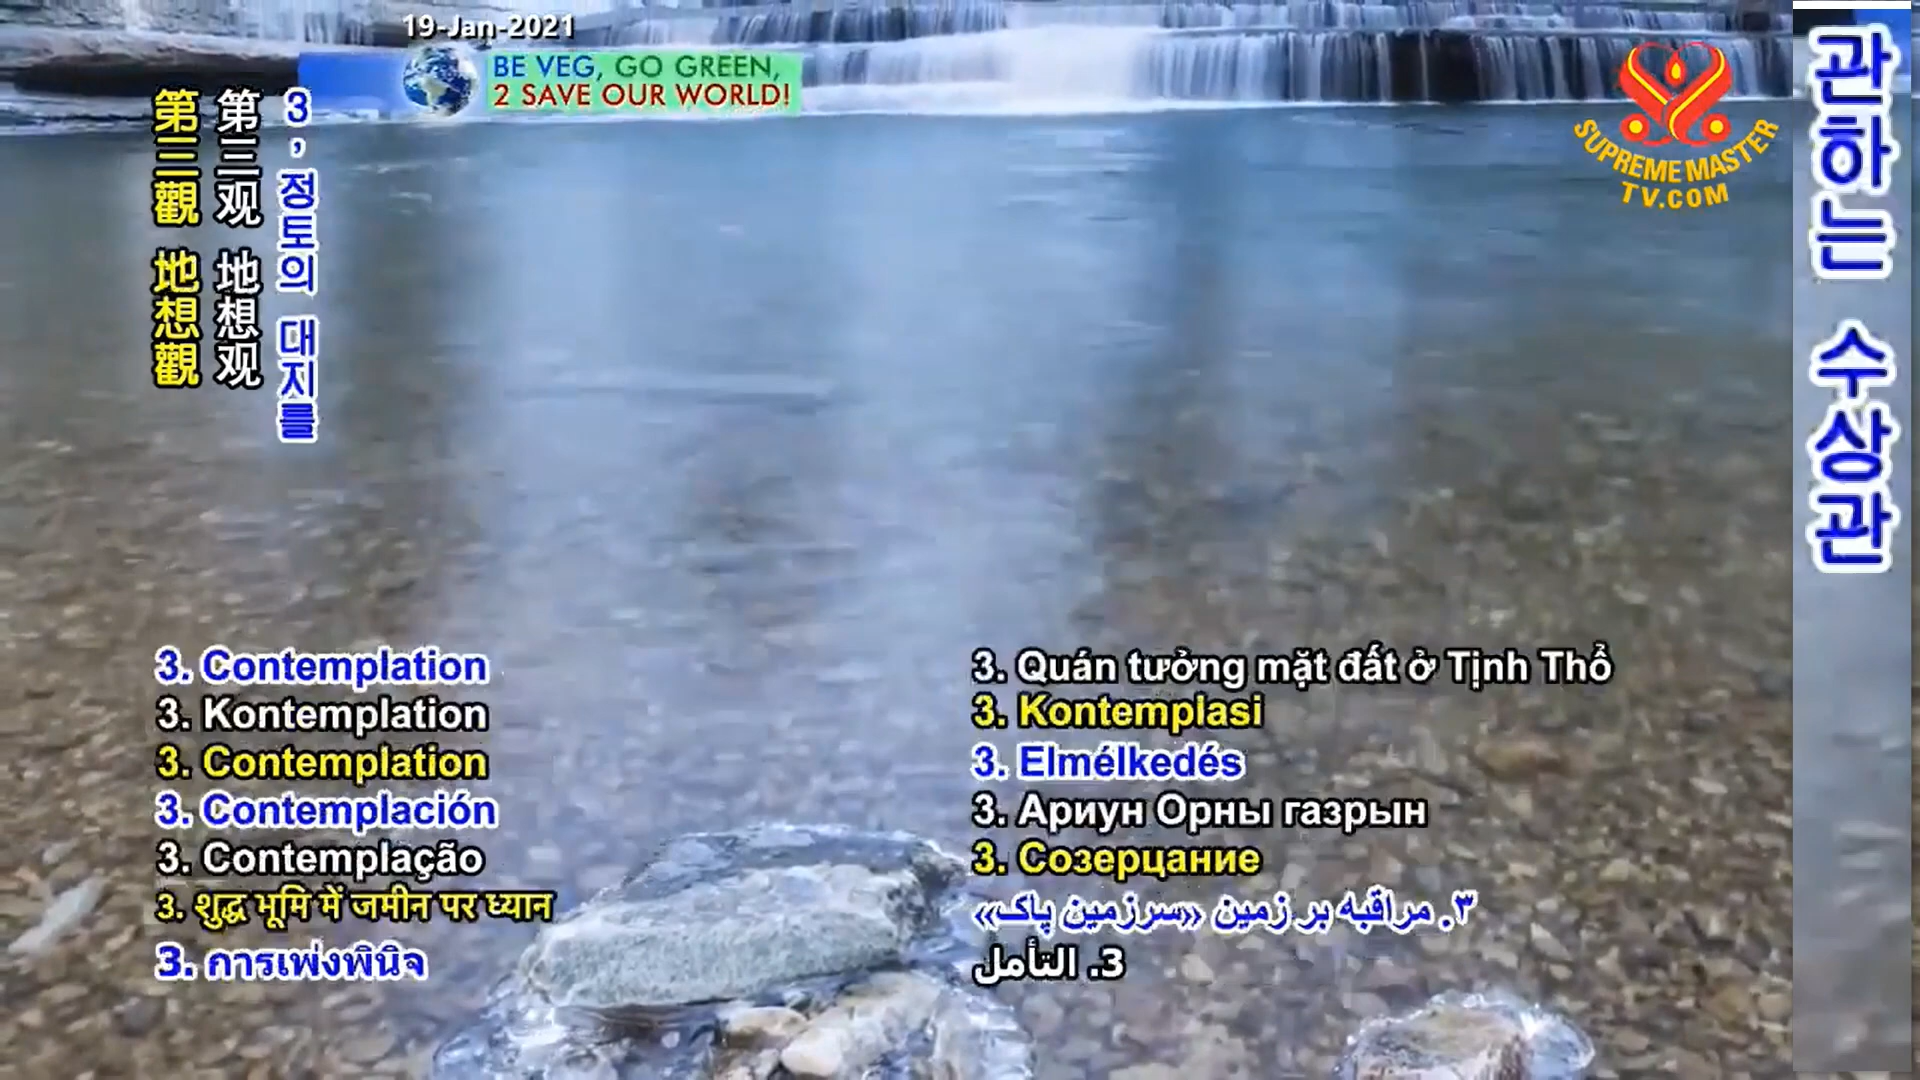 19-Jan-2021
BE VEG, GO GREEN,
2 SAVE OUR WORLD!
SUPREME MASTER
TV.COM
관하는 수상관
3, 정토의 대지를
第三观 地想观
第三觀 地想觀
3. Contemplation
3. Kontemplation
3. Contemplation
3. Contemplación
3. Contemplação
3. शुद्ध भूमि में जमीन पर ध्यान
3. การเพ่งพินิจ
3. Quán tưởng mặt đất ở Tịnh Thổ
3. Kontemplasi
3. Elmélkedés
3. Ариун Орны газрын
3. Созерцание
۳. مراقبه بر زمین «سرزمین پاک»
3. التأمل